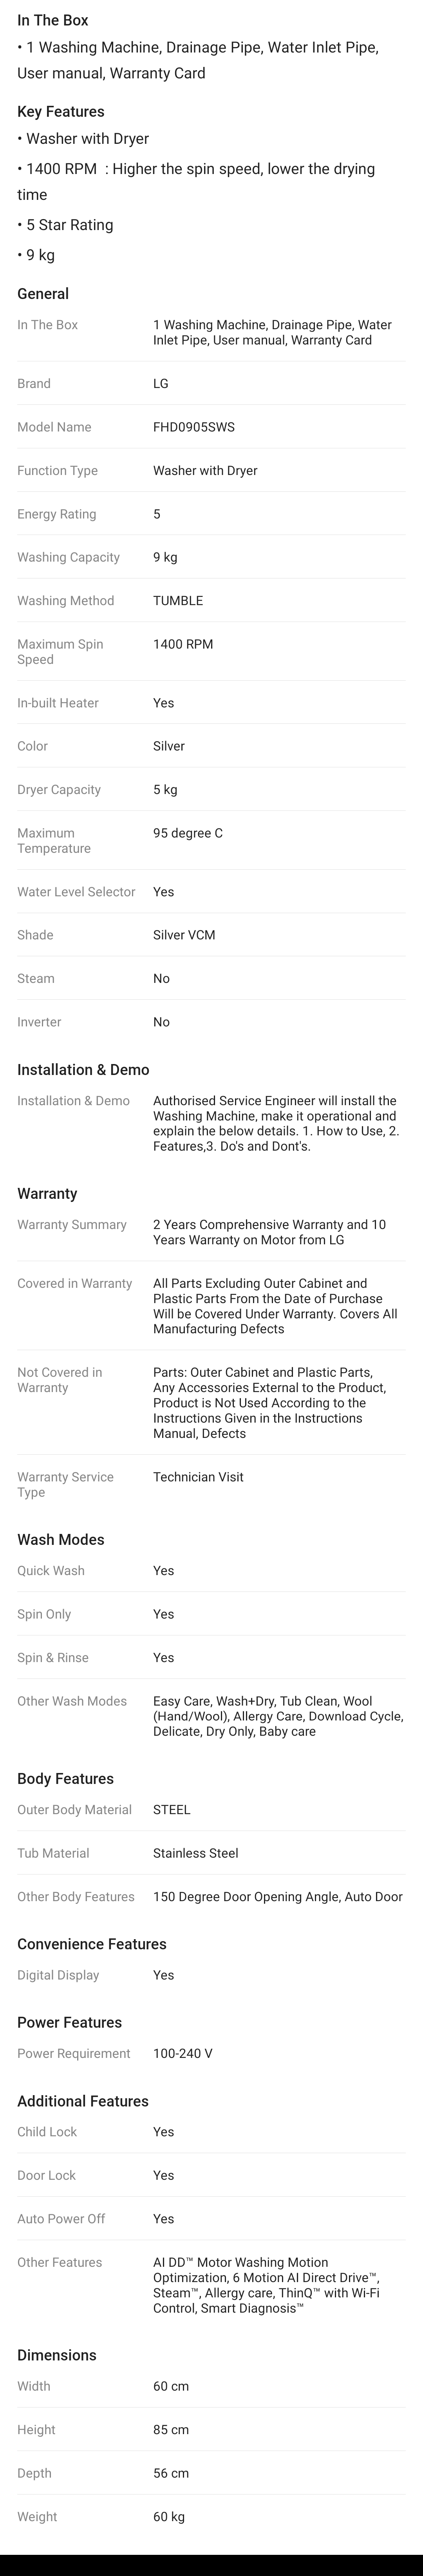 In The Box
• 1 Washing Machine, Drainage Pipe, Water Inlet Pipe,
User manual, Warranty Card
Key Features
• Washer with Dryer
• 1400 RPM  : Higher the spin speed, lower the drying
time
• 5 Star Rating
• 9 kg
General
In The Box
1 Washing Machine, Drainage Pipe, Water
Inlet Pipe, User manual, Warranty Card
Brand
LG
Model Name
FHD0905SWS
Function Type
Washer with Dryer
Energy Rating
5
Washing Capacity
9 kg
Washing Method
TUMBLE
Maximum Spin
Speed
1400 RPM
In-built Heater
Yes
Color
Silver
Dryer Capacity
5 kg
Maximum
Temperature
95 degree C
Water Level Selector
Yes
Shade
Silver VCM
Steam
No
Inverter
No
Installation & Demo
Installation & Demo
Authorised Service Engineer will install the
Washing Machine, make it operational and
explain the below details. 1. How to Use, 2.
Features,3. Do's and Dont's.
Warranty
Warranty Summary
2 Years Comprehensive Warranty and 10
Years Warranty on Motor from LG
Covered in Warranty
All Parts Excluding Outer Cabinet and
Plastic Parts From the Date of Purchase
Will be Covered Under Warranty. Covers All
Manufacturing Defects
Not Covered in
Warranty
Parts: Outer Cabinet and Plastic Parts,
Any Accessories External to the Product,
Product is Not Used According to the
Instructions Given in the Instructions
Manual, Defects
Warranty Service
Type
Technician Visit
Wash Modes
Quick Wash
Yes
Spin Only
Yes
Spin & Rinse
Yes
Other Wash Modes
Easy Care, Wash+Dry, Tub Clean, Wool
(Hand/Wool), Allergy Care, Download Cycle,
Delicate, Dry Only, Baby care
Body Features
Outer Body Material
STEEL
Tub Material
Stainless Steel
Other Body Features
150 Degree Door Opening Angle, Auto Door
Convenience Features
Digital Display
Yes
Power Features
Power Requirement
100-240 V
Additional Features
Child Lock
Yes
Door Lock
Yes
Auto Power Off
Yes
Other Features
AI DD™ Motor Washing Motion
Optimization, 6 Motion AI Direct Drive™,
Steam™, Allergy care, ThinQ™ with Wi-Fi
Control, Smart Diagnosis™
Dimensions
Width
60 cm
Height
85 cm
Depth
56 cm
Weight
60 kg